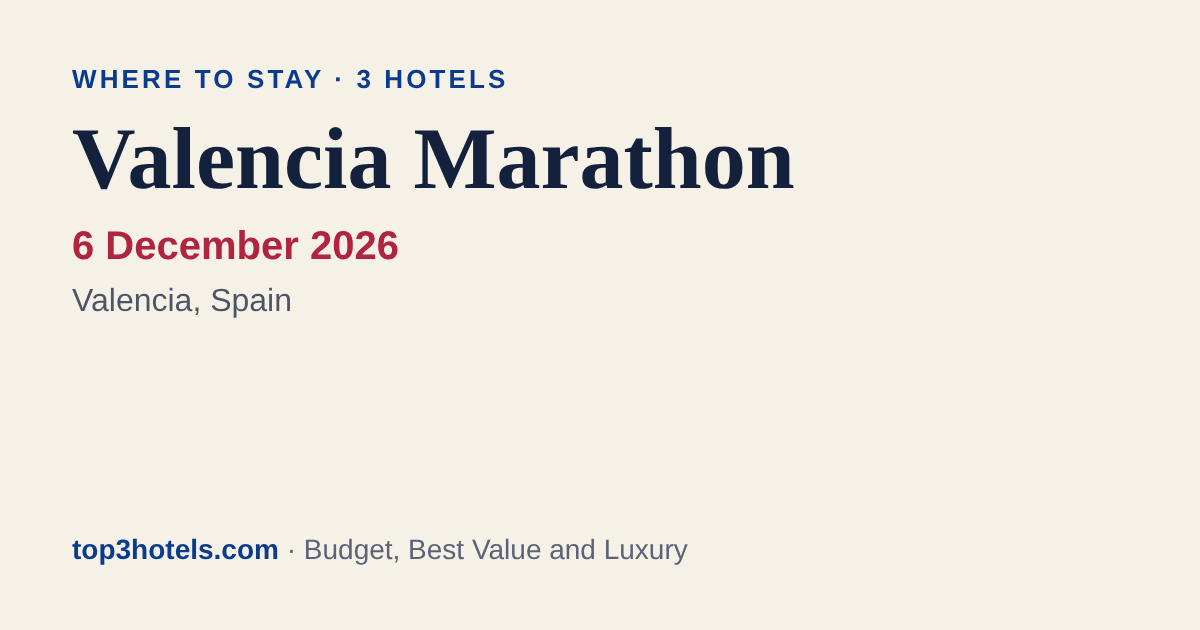 WHERE TO STAY · 3 HOTELS
Valencia Marathon
6 December 2026
Valencia, Spain
top3hotels.com · Budget, Best Value and Luxury